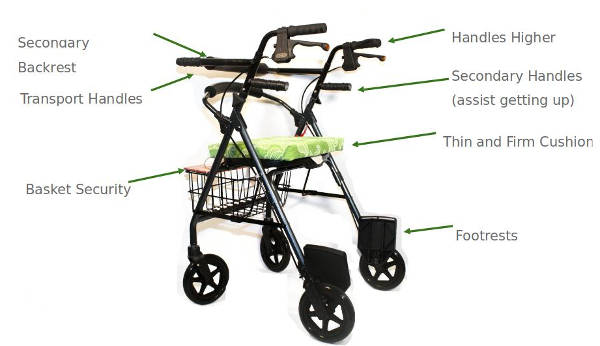 Secondary
Backrest
Transport Handles
Basket Security
Handles Higher
Secondary Handles
(assist getting up)
Thin and Firm Cushion
Footrests